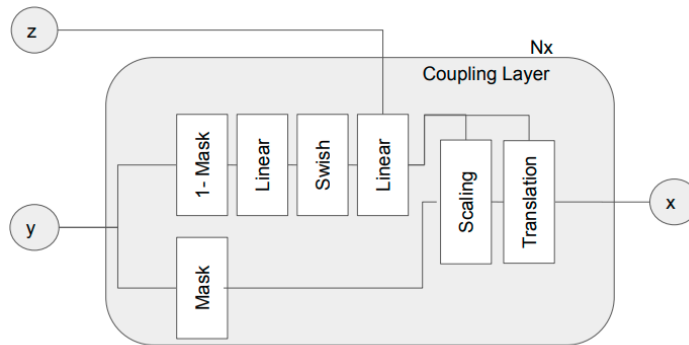 z
Nx
Coupling Layer
1- Mask
Linear
Swish
Linear
Scaling
Translation
x
y
Mask